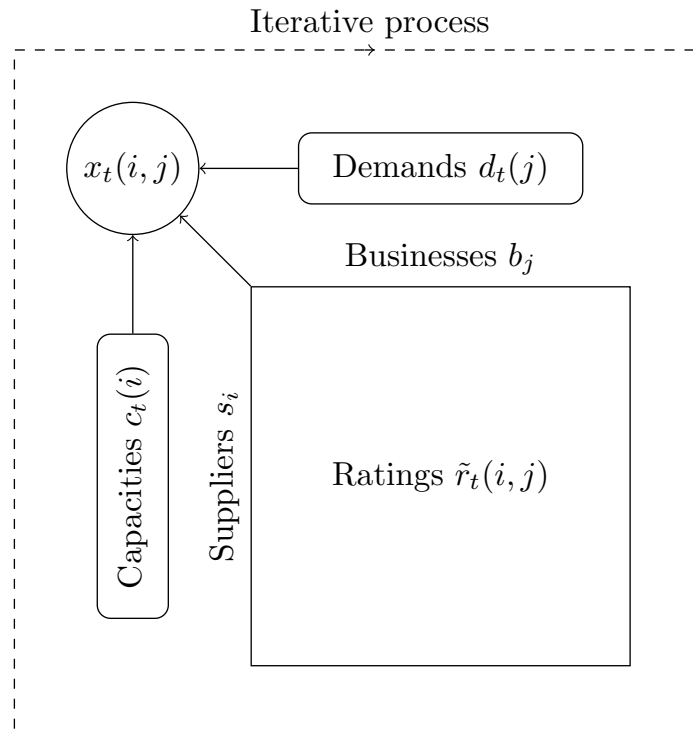 Iterative process
x_t(i, j)
Demands d_t(j)
Businesses b_j
Capacities c_t(i)
Suppliers s_i
Ratings r̃_t(i, j)